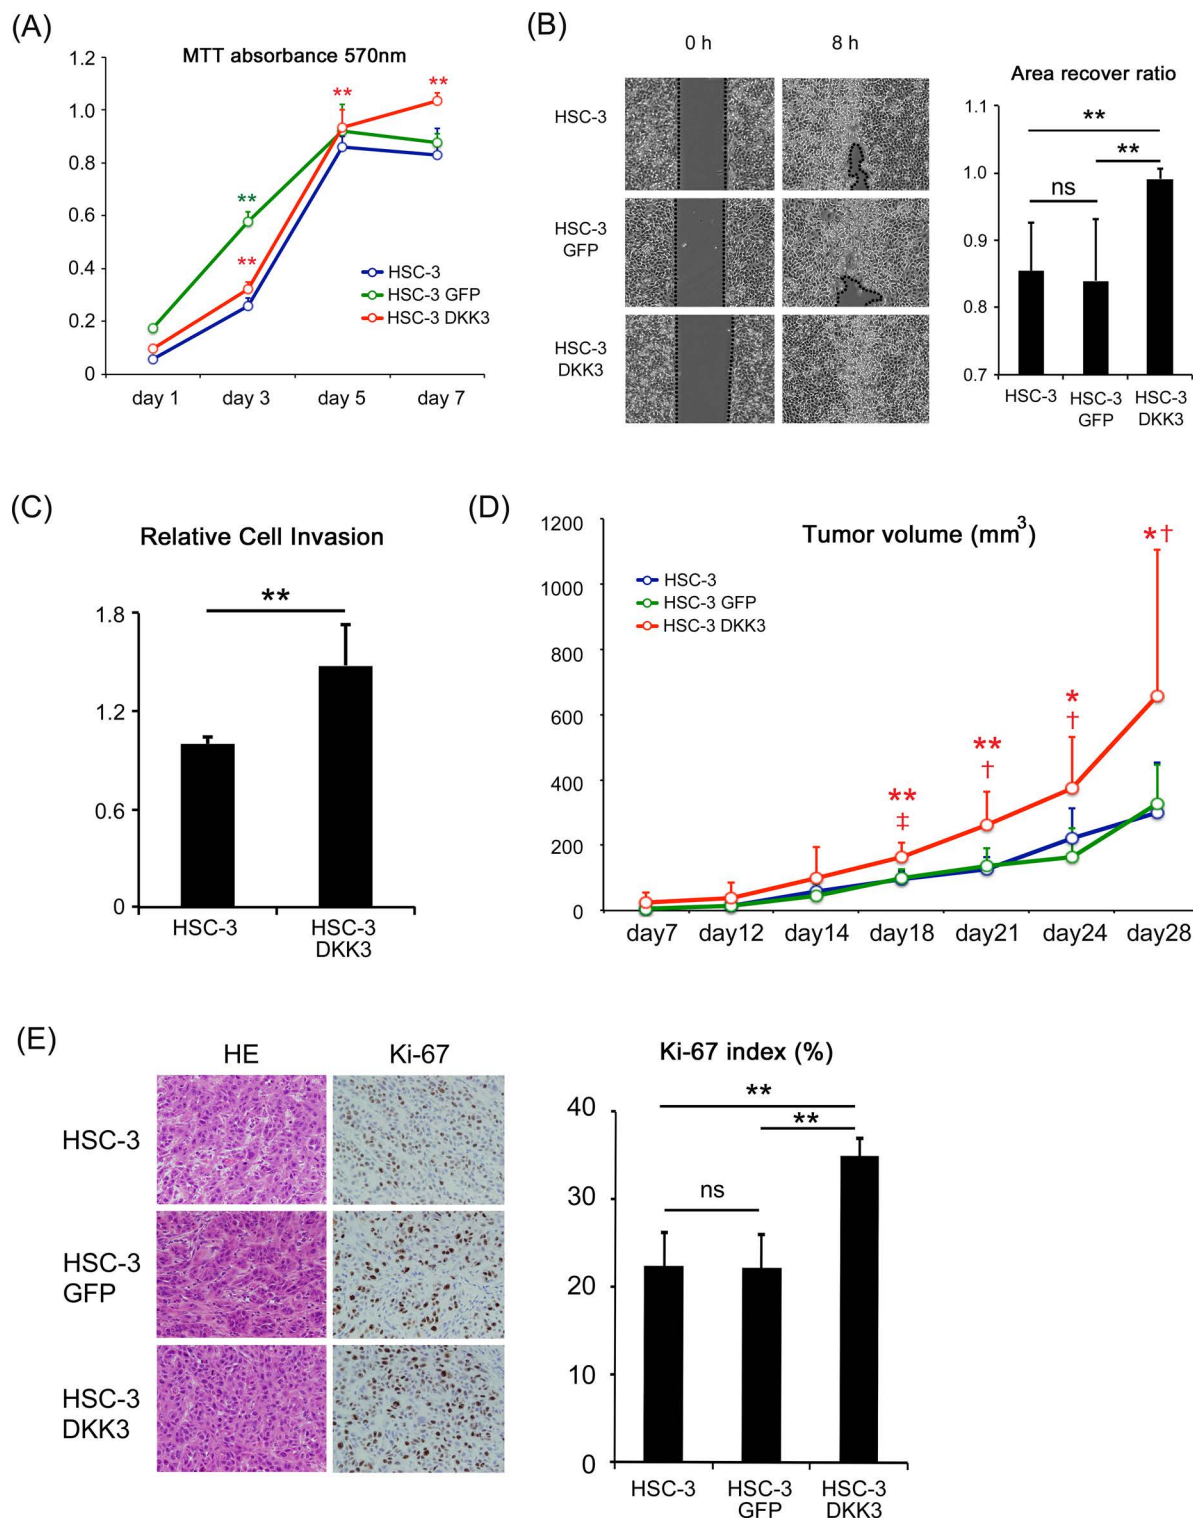 (A)
MTT absorbance 570nm
1.2
1.0
0.8
0.6
0.4
0.2
0
**
**
**
**
HSC-3
HSC-3 GFP
HSC-3 DKK3
day 1 day 3 day 5 day 7
(B)
0 h 8 h
HSC-3
HSC-3
GFP
HSC-3
DKK3
Area recover ratio
1.1
1.0
0.9
0.8
0.7
**
**
ns
HSC-3 HSC-3 HSC-3
GFP DKK3
(C)
Relative Cell Invasion
**
1.8
1.2
0.6
0
HSC-3 HSC-3
DKK3
(D)
Tumor volume (mm3)
1200
1000
800
600
400
200
0
HSC-3
HSC-3 GFP
HSC-3 DKK3
**
‡
**
†
*
†
*†
day7 day12 day14 day18 day21 day24 day28
(E)
HE Ki-67
HSC-3
HSC-3
GFP
HSC-3
DKK3
Ki-67 index (%)
40
30
20
10
0
**
**
ns
HSC-3 HSC-3 HSC-3
GFP DKK3